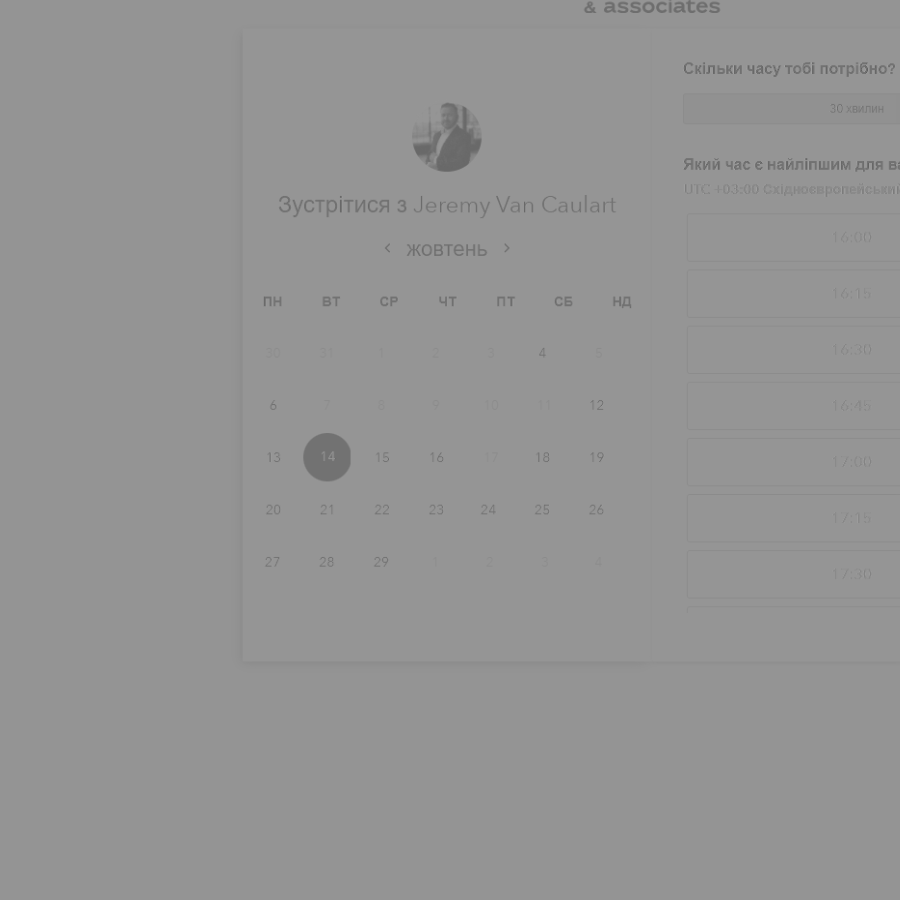 & associates
Зустрітися з Jeremy Van Caulart
жовтень
ПН ВТ СР ЧТ ПТ СБ НД
30 31 1 2 3 4 5
6 7 8 9 10 11 12
13 14 15 16 17 18 19
20 21 22 23 24 25 26
27 28 29 1 2 3 4
Скільки часу тобі потрібно?
30 хвилин
Який час є найліпшим для ва
UTC +03:00 Східноєвропейський
16:00
16:15
16:30
16:45
17:00
17:15
17:30